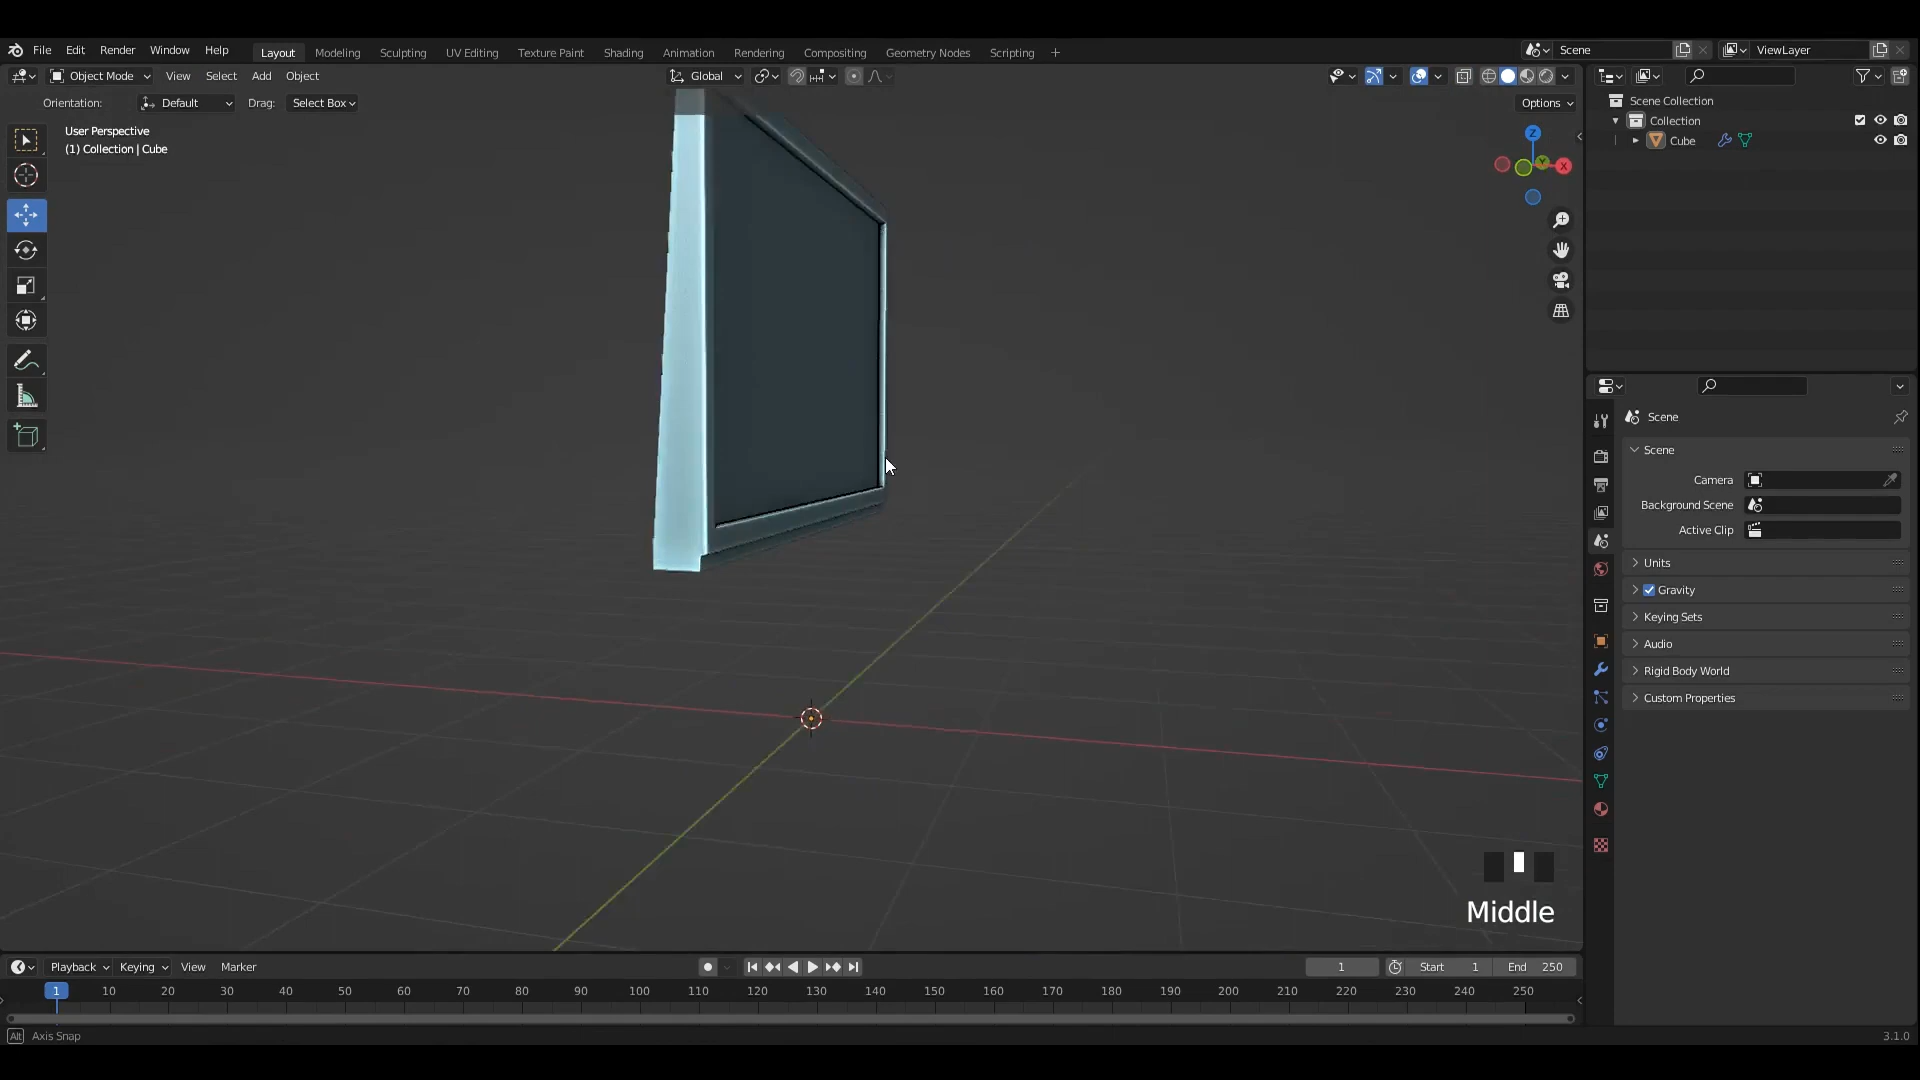 File Edit Render Window Help Layout Modeling Sculpting UV Editing Texture Paint Shading Animation Rendering Compositing Geometry Nodes Scripting + Scene ViewLayer
Object Mode View Select Add Object Global
Orientation: Default Drag: Select Box Options
User Perspective
(1) Collection | Cube
Z
Y
X
Scene Collection
Collection
Cube
Scene
Scene
Camera
Background Scene
Active Clip
Units
Gravity
Keying Sets
Audio
Rigid Body World
Custom Properties
Middle
Playback Keying View Marker 1 Start 1 End 250
1 10 20 30 40 50 60 70 80 90 100 110 120 130 140 150 160 170 180 190 200 210 220 230 240 250
Alt Axis Snap 3.1.0